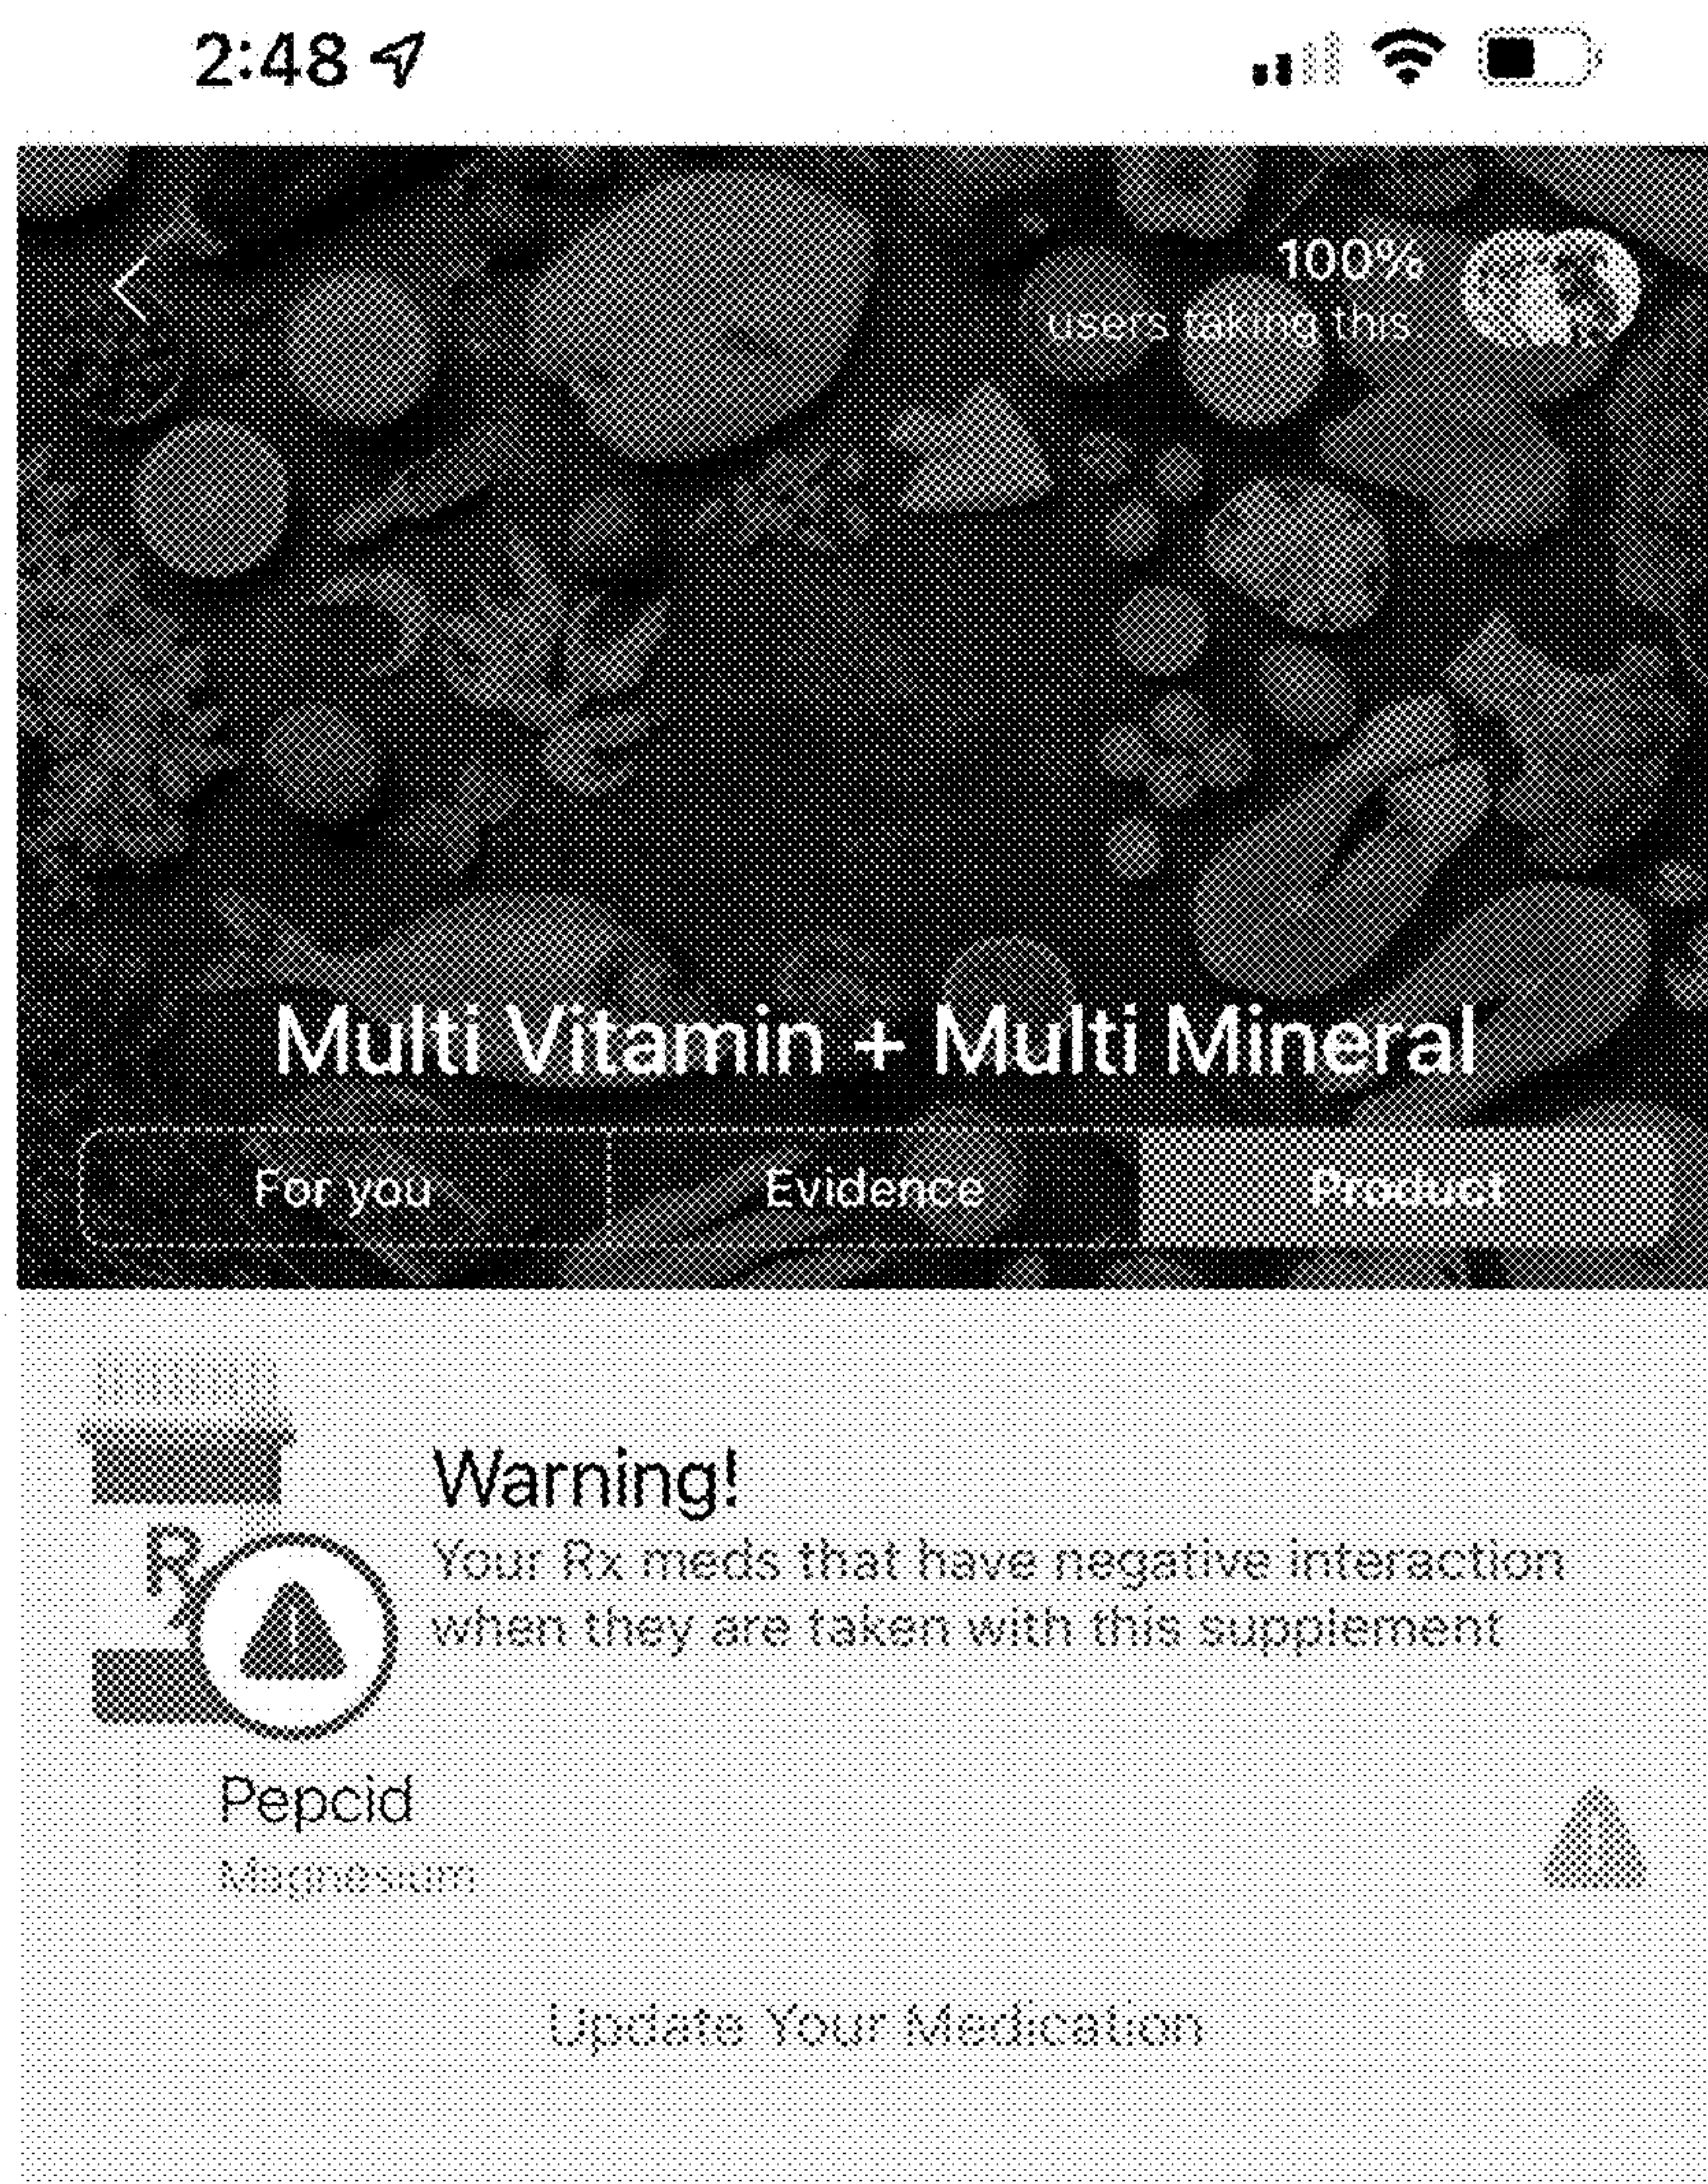 2:48
100%
users taking this.
Multi Vitamin + Multi Mineral
For you
Evidence
Product
Warning!
Your Rx meds that have negative interaction
when they are taken with this supplement
Rx
Pepcid
Magnesium
Update Your Medication